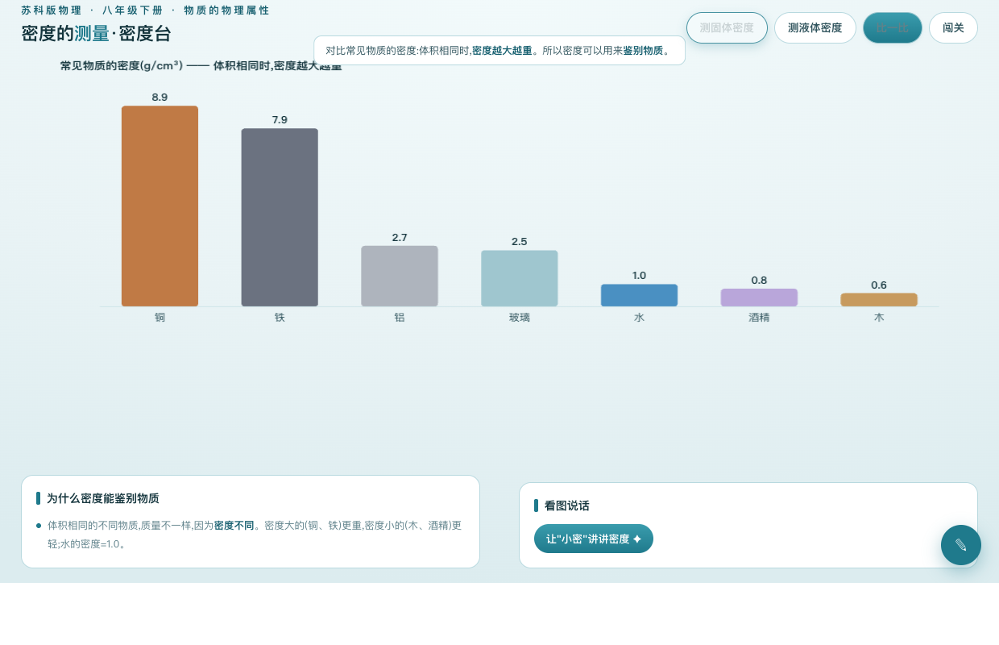 苏科版物理 · 八年级下册 · 物质的物理属性
密度的测量·密度台
测固体密度
测液体密度
比一比
闯关
对比常见物质的密度:体积相同时,密度越大越重。所以密度可以用来鉴别物质。
常见物质的密度(g/cm³) —— 体积相同时,密度越大越重
8.9
7.9
2.7
2.5
1.0
0.8
0.6
铜
铁
铝
玻璃
水
酒精
木
为什么密度能鉴别物质
体积相同的不同物质,质量不一样,因为密度不同。密度大的(铜、铁)更重,密度小的(木、酒精)更
轻;水的密度=1.0。
看图说话
让"小密"讲讲密度 ✦